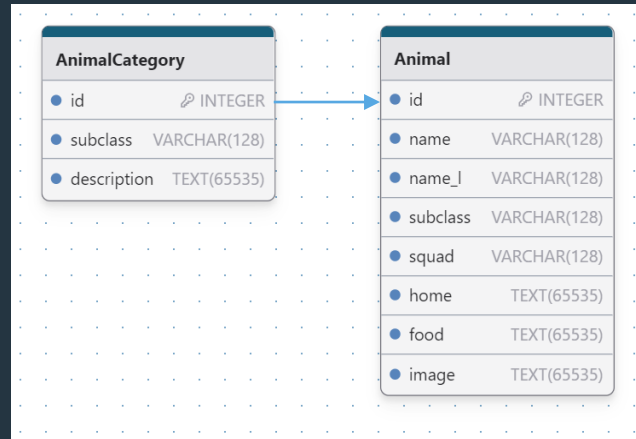 AnimalCategory
id INTEGER
subclass VARCHAR(128)
description TEXT(65535)
Animal
id INTEGER
name VARCHAR(128)
name_l VARCHAR(128)
subclass VARCHAR(128)
squad VARCHAR(128)
home TEXT(65535)
food TEXT(65535)
image TEXT(65535)